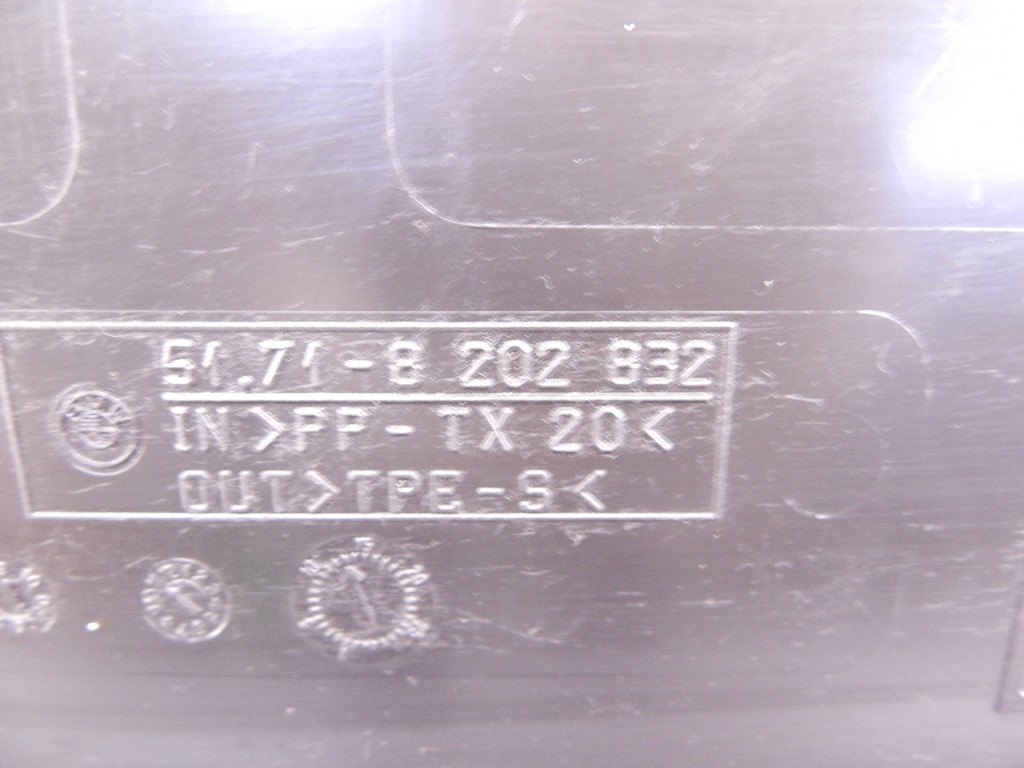 51.71-8 202 832
IN >PP-TX 20<
OUT>TPE-S<